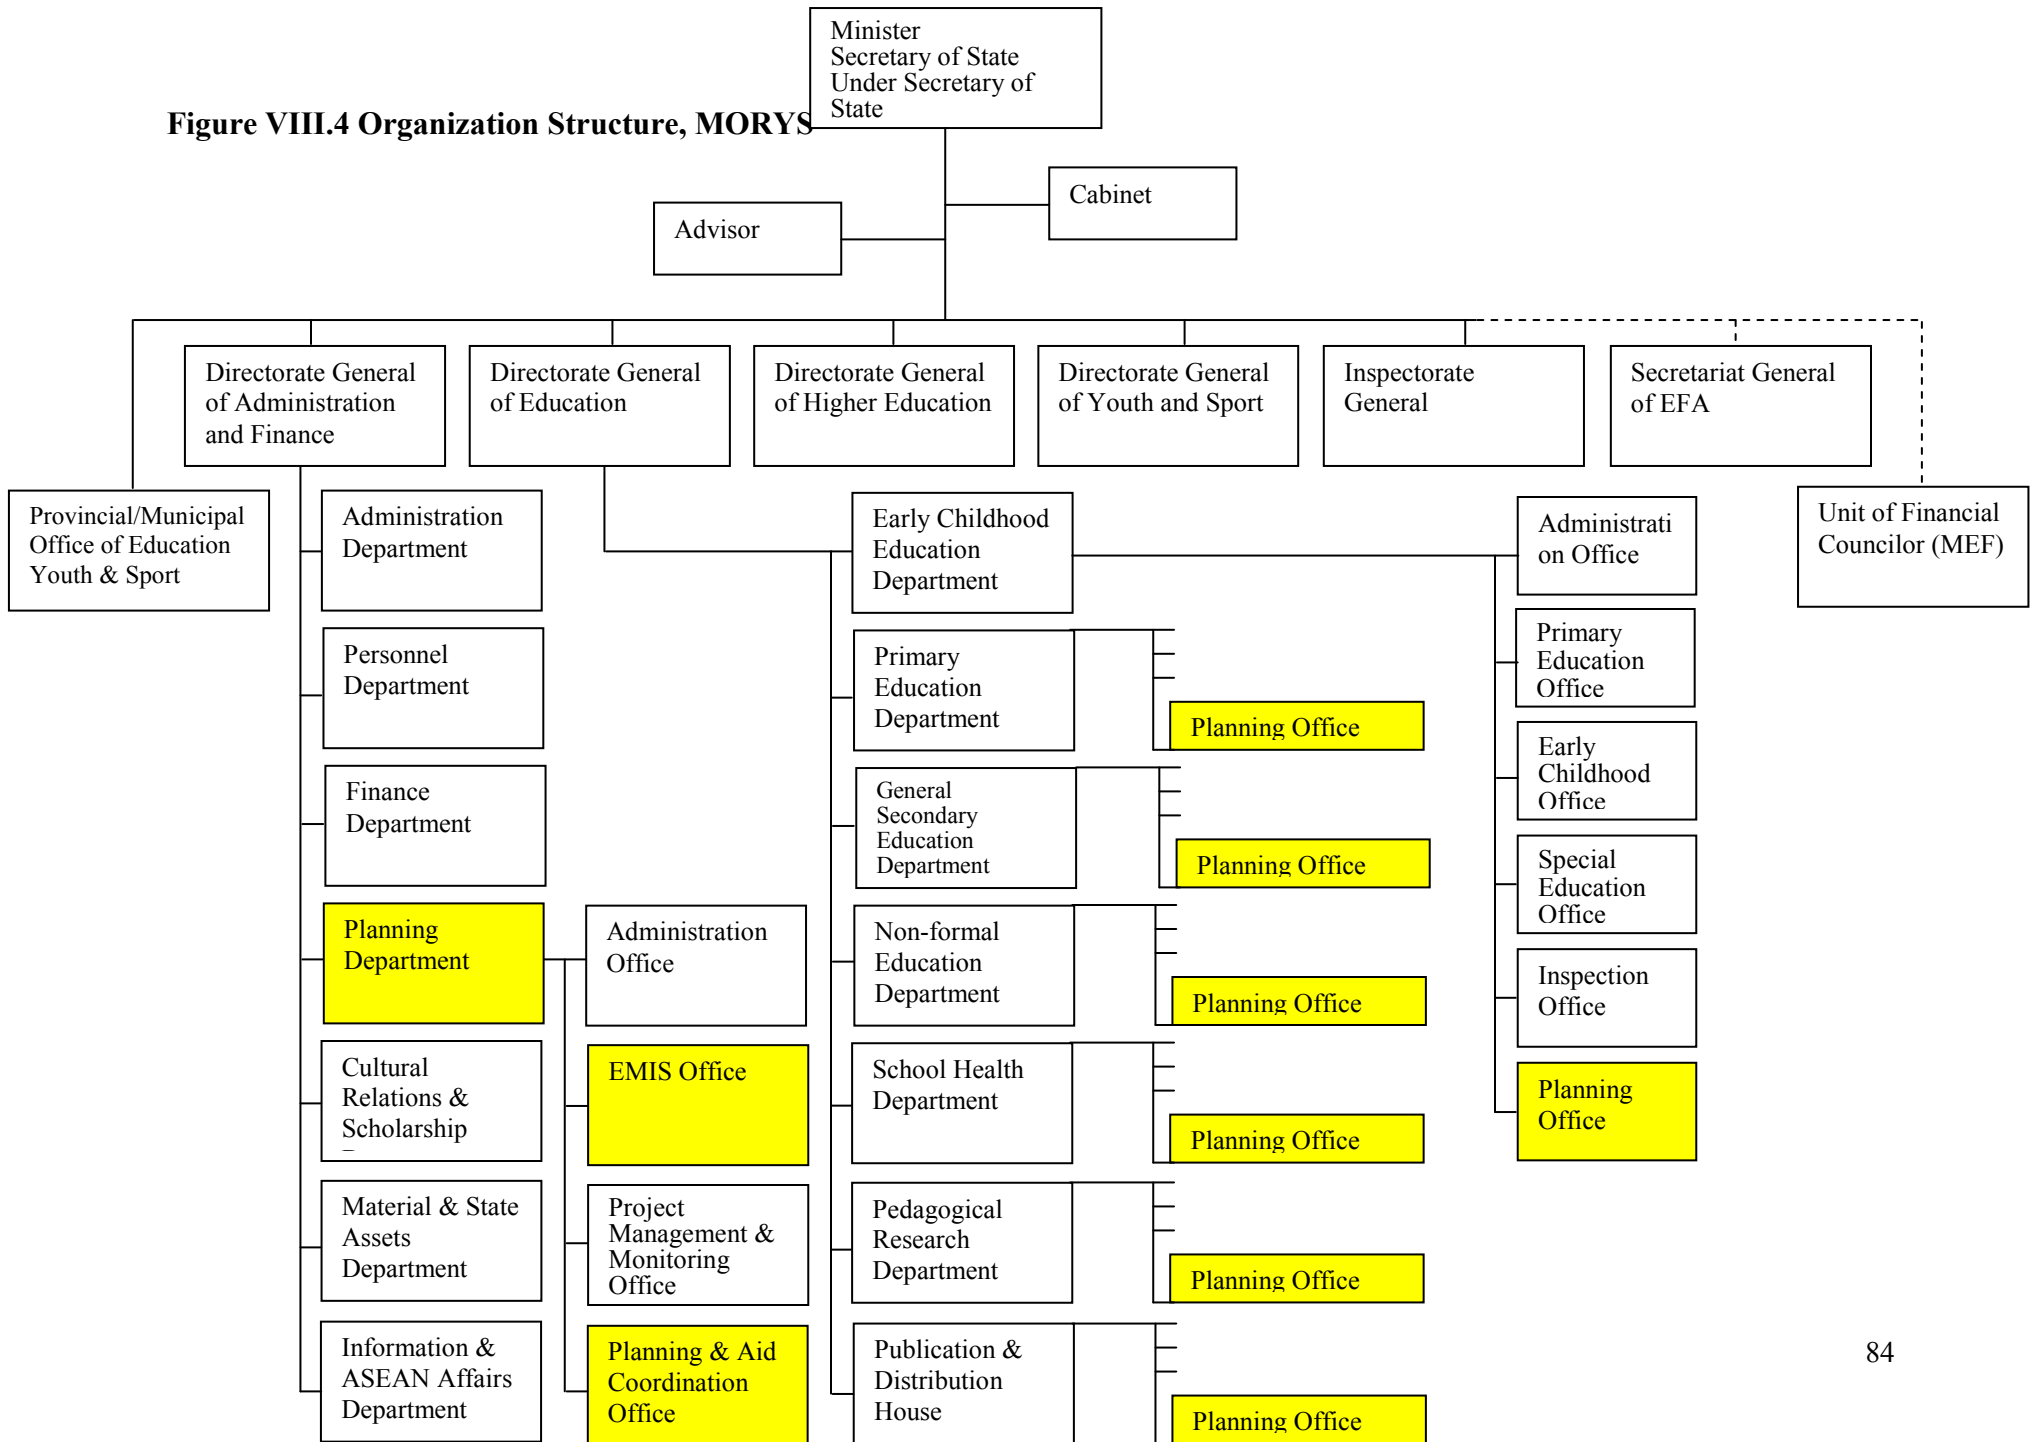 Minister
Secretary of State
Under Secretary of
State
Figure VIII.4 Organization Structure, MORYS
Cabinet
Advisor
Directorate General
of Administration
and Finance
Directorate General
of Education
Directorate General
of Higher Education
Directorate General
of Youth and Sport
Inspectorate
General
Secretariat General
of EFA
Provincial/Municipal
Office of Education
Youth & Sport
Administration
Department
Early Childhood
Education
Department
Administrati
on Office
Unit of Financial
Councilor (MEF)
Personnel
Department
Primary
Education
Department
Planning Office
Primary
Education
Office
Finance
Department
General
Secondary
Education
Department
Planning Office
Early
Childhood
Office
Special
Education
Office
Planning
Department
Administration
Office
Non-formal
Education
Department
Planning Office
Inspection
Office
Cultural
Relations &
Scholarship
EMIS Office
School Health
Department
Planning Office
Planning
Office
Material & State
Assets
Department
Project
Management &
Monitoring
Office
Pedagogical
Research
Department
Planning Office
Information &
ASEAN Affairs
Department
Planning & Aid
Coordination
Office
Publication &
Distribution
House
Planning Office
84